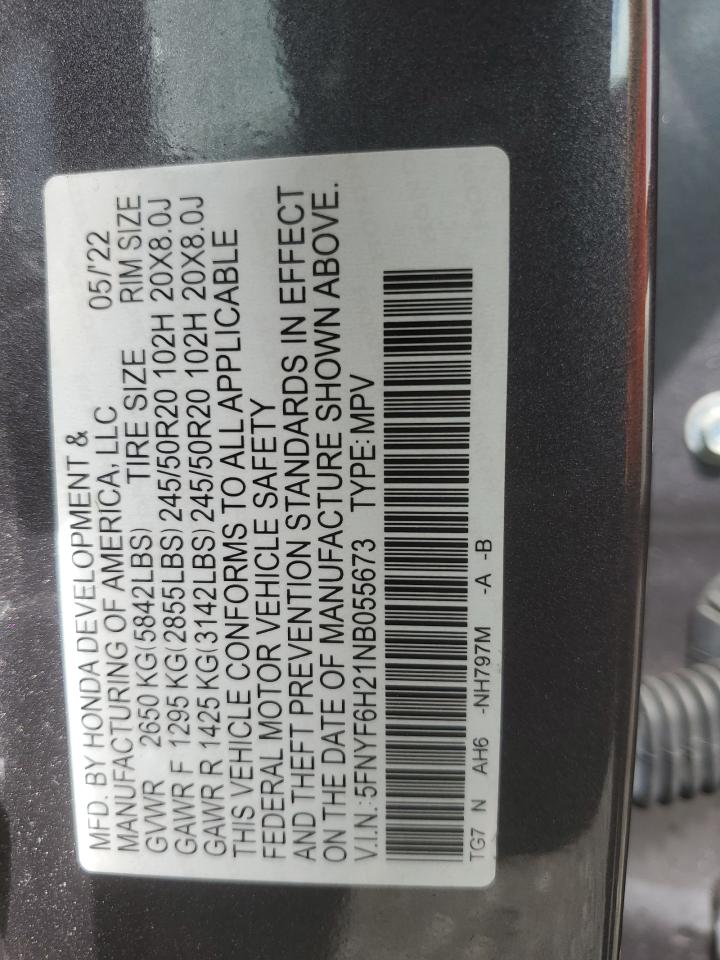 MFD. BY HONDA DEVELOPMENT &
MANUFACTURING OF AMERICA, LLC 05/'22
GVWR 2650 KG(5842LBS) TIRE SIZE RIM SIZE
GAWR F 1295 KG(2855LBS) 245/50R20 102H 20X8.0J
GAWR R 1425 KG(3142LBS) 245/50R20 102H 20X8.0J
THIS VEHICLE CONFORMS TO ALL APPLICABLE
FEDERAL MOTOR VEHICLE SAFETY
AND THEFT PREVENTION STANDARDS IN EFFECT
ON THE DATE OF MANUFACTURE SHOWN ABOVE.
V.I.N.:5FNYF6H21NB055673 TYPE:MPV
TG7 N AH6 -NH797M -A -B